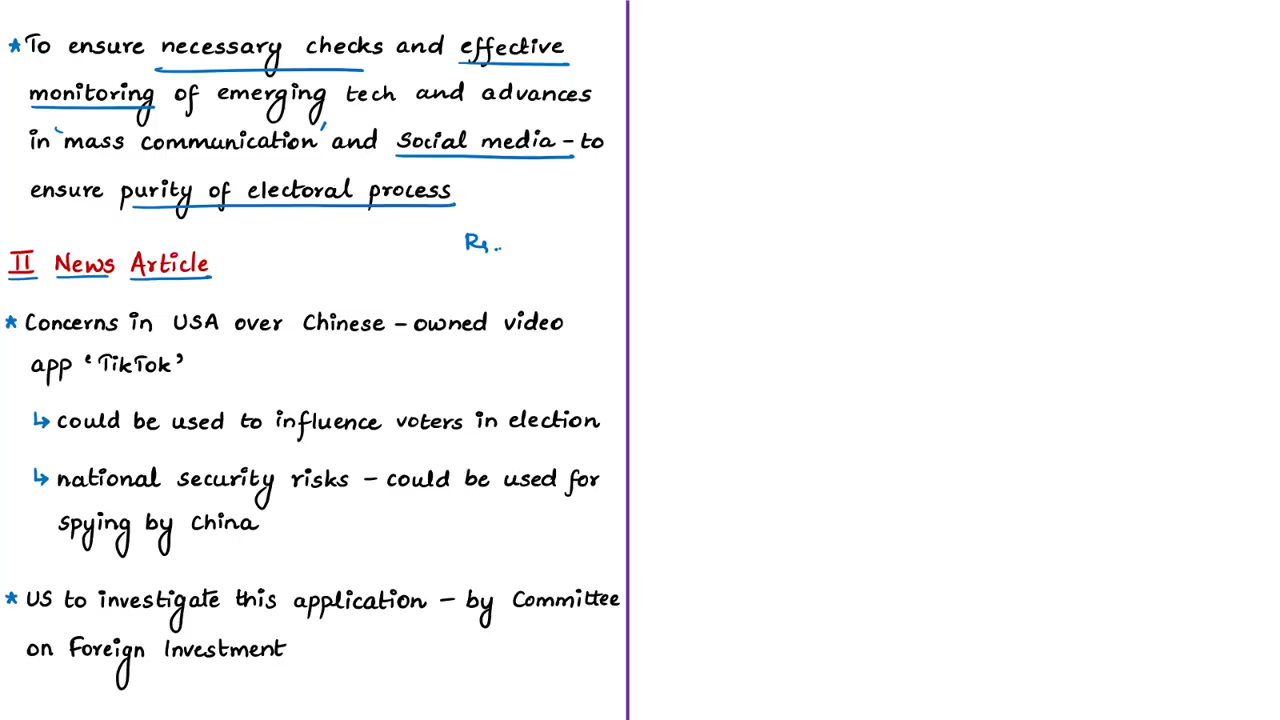 * To ensure necessary checks and effective
monitoring of emerging tech and advances
in 'mass communication' and Social media - to
ensure purity of electoral process
II News Article
* Concerns in USA over Chinese - owned video
app 'TikTok'
↳ could be used to influence voters in election
↳ national security risks - could be used for
spying by China
* US to investigate this application - by Committee
on Foreign Investment